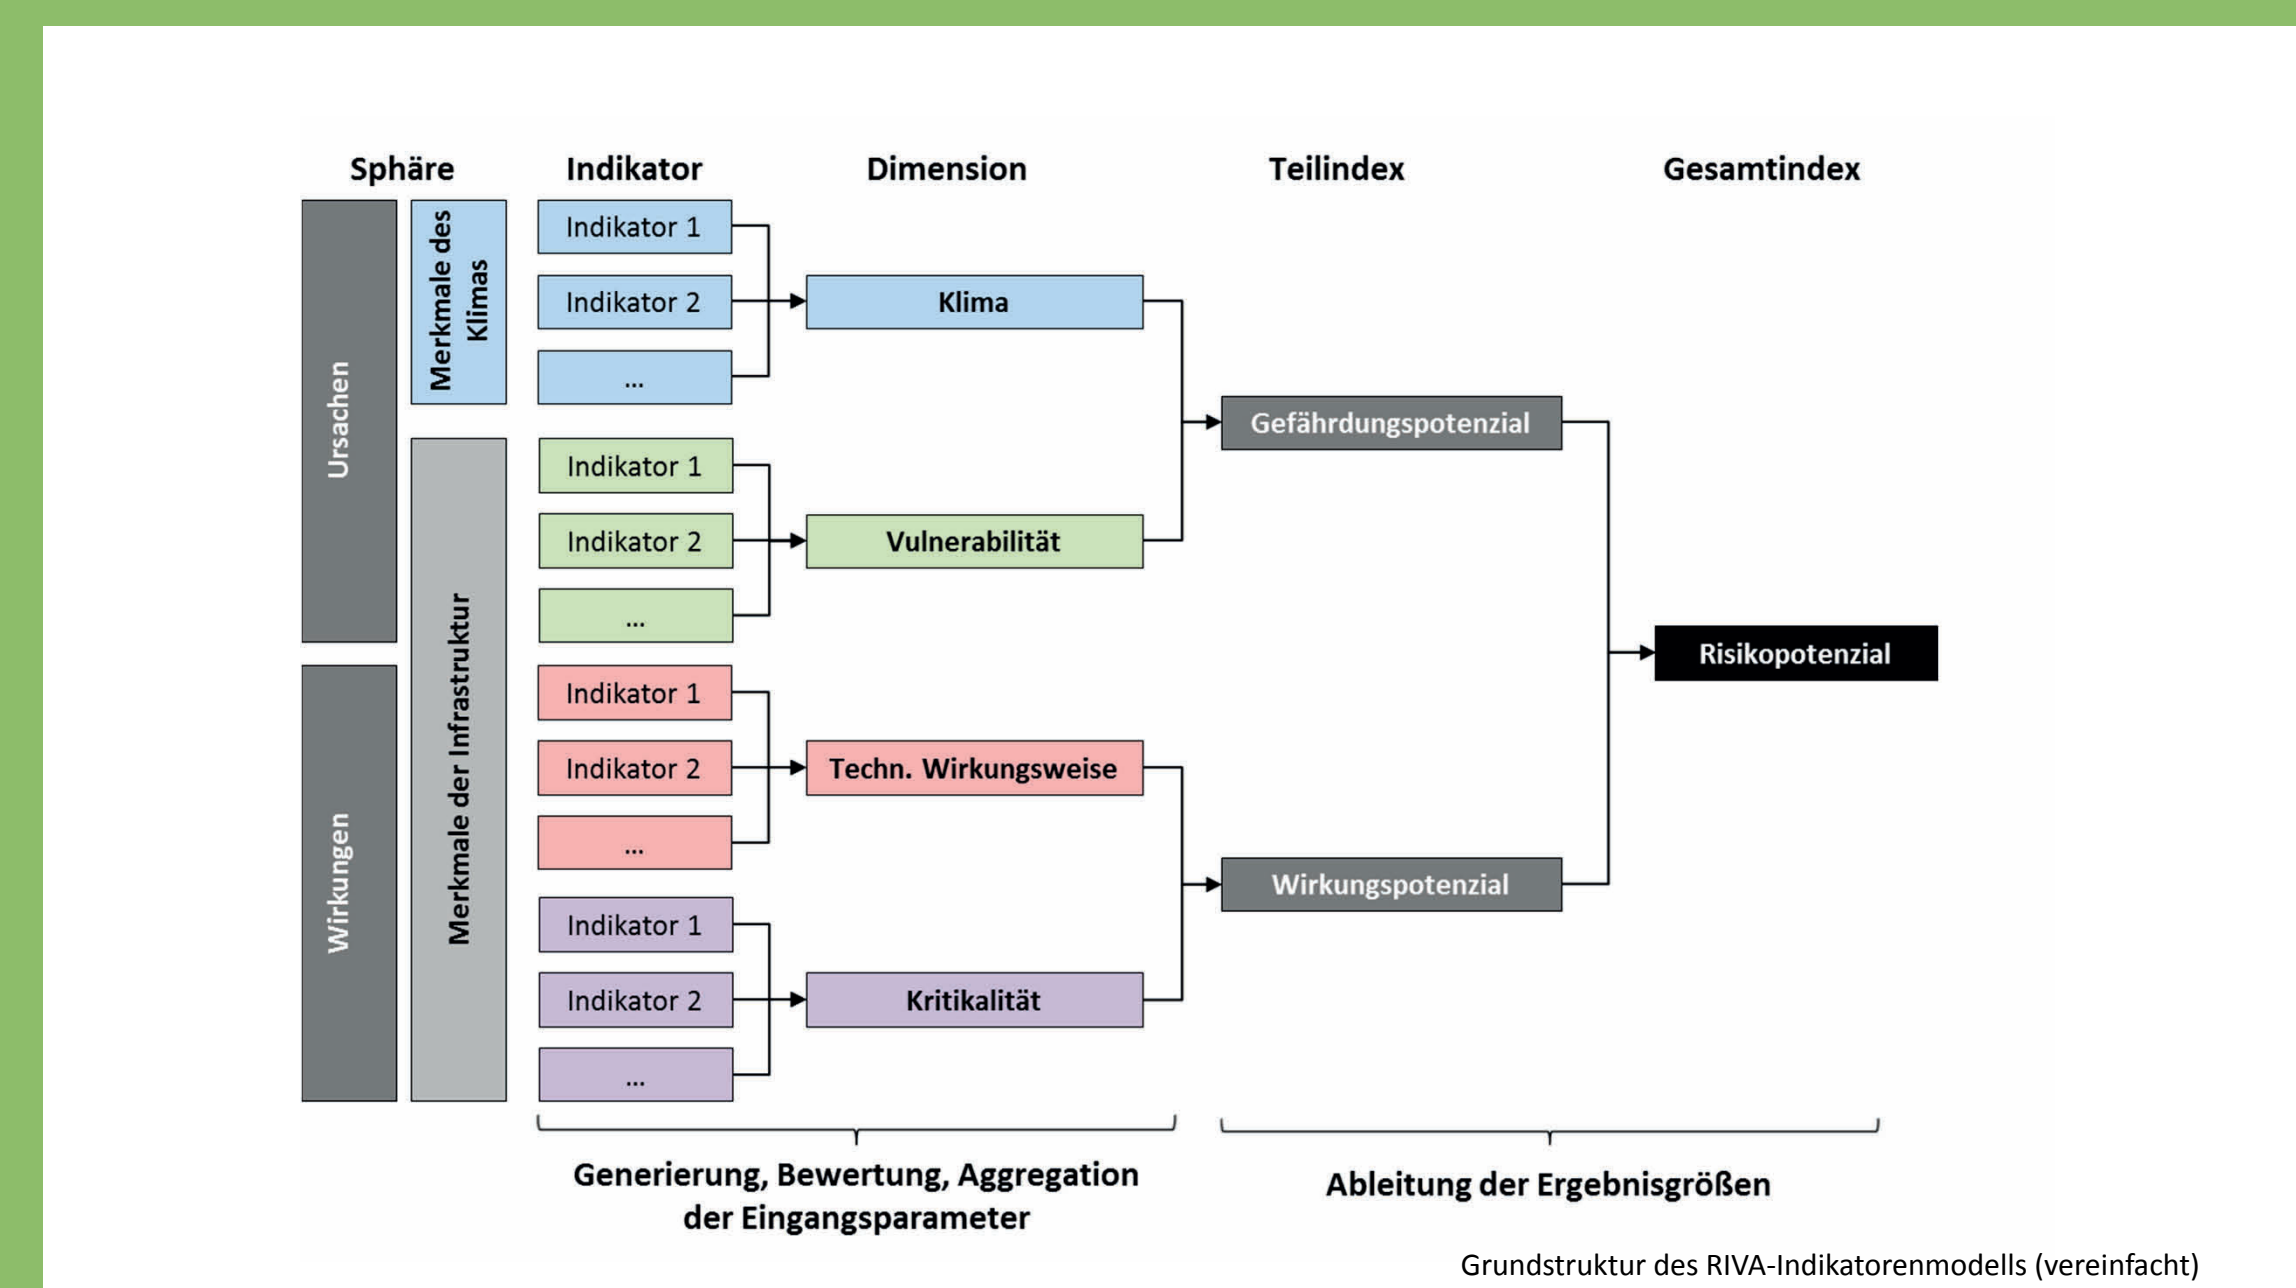 Sphäre
Indikator
Dimension
Teilindex
Gesamtindex
Ursachen
Wirkungen
Merkmale des
Klimas
Merkmale der Infrastruktur
Indikator 1
Indikator 2
...
Klima
Indikator 1
Indikator 2
...
Vulnerabilität
Indikator 1
Indikator 2
...
Techn. Wirkungsweise
Indikator 1
Indikator 2
...
Kritikalität
Gefährdungspotenzial
Wirkungspotenzial
Risikopotenzial
Generierung, Bewertung, Aggregation
der Eingangsparameter
Ableitung der Ergebnisgrößen
Grundstruktur des RIVA-Indikatorenmodells (vereinfacht)